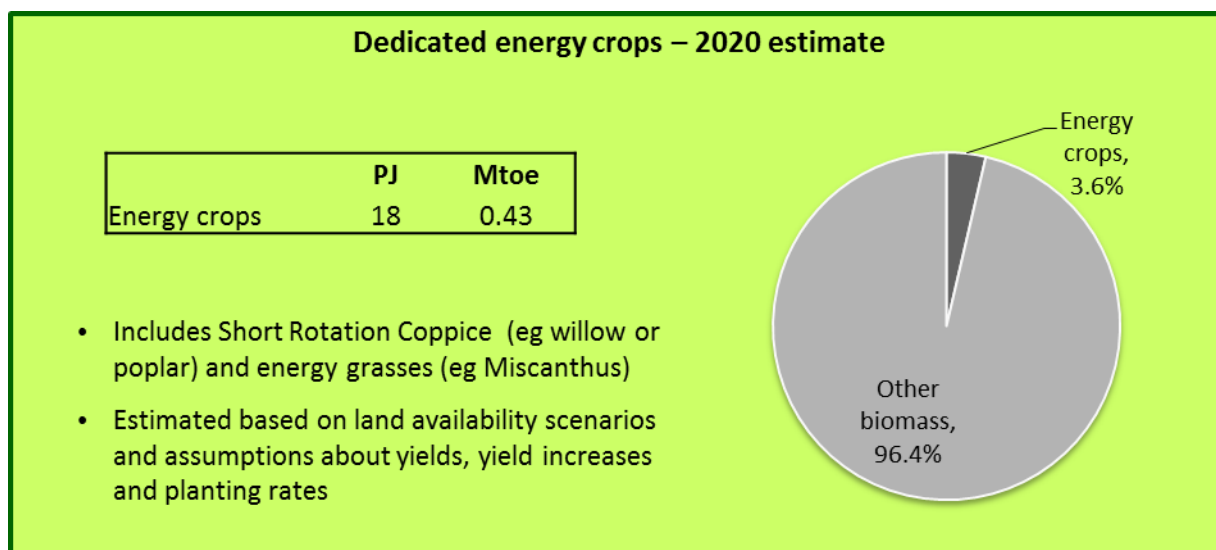 Dedicated energy crops – 2020 estimate
PJ Mtoe
Energy crops 18 0.43
• Includes Short Rotation Coppice (eg willow or
poplar) and energy grasses (eg Miscanthus)
• Estimated based on land availability scenarios
and assumptions about yields, yield increases
and planting rates
Energy
crops,
3.6%
Other
biomass,
96.4%